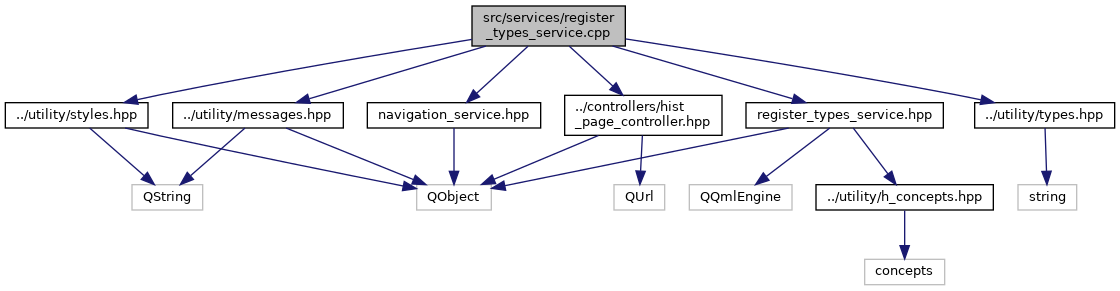 src/services/register
_types_service.cpp
../utility/styles.hpp
../utility/messages.hpp
navigation_service.hpp
../controllers/hist
_page_controller.hpp
register_types_service.hpp
../utility/types.hpp
QString
QObject
QUrl
QQmlEngine
../utility/h_concepts.hpp
string
concepts